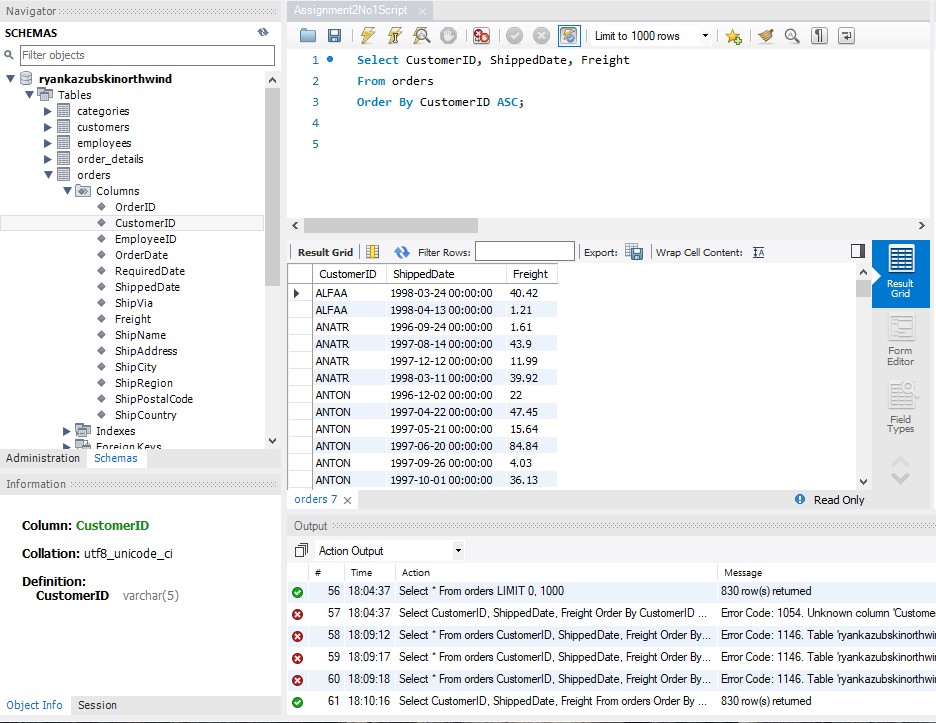 Navigator
SCHEMAS
Filter objects
ryankazubskinorthwind
Tables
categories
customers
employees
order_details
orders
Columns
OrderID
CustomerID
EmployeeID
OrderDate
RequiredDate
ShippedDate
ShipVia
Freight
ShipName
ShipAddress
ShipCity
ShipRegion
ShipPostalCode
ShipCountry
Indexes
Foreign Keys
Administration Schemas
Information
Column: CustomerID
Collation: utf8_unicode_ci
Definition:
CustomerID varchar(5)
Object Info Session
Assignment2No1Script
Limit to 1000 rows
1 Select CustomerID, ShippedDate, Freight
2 From orders
3 Order By CustomerID ASC;
4
5
Result Grid Filter Rows: Export: Wrap Cell Content:
CustomerID ShippedDate Freight
ALFAA 1998-03-24 00:00:00 40.42
ALFAA 1998-04-13 00:00:00 1.21
ANATR 1996-09-24 00:00:00 1.61
ANATR 1997-08-14 00:00:00 43.9
ANATR 1997-12-12 00:00:00 11.99
ANATR 1998-03-11 00:00:00 39.92
ANTON 1996-12-02 00:00:00 22
ANTON 1997-04-22 00:00:00 47.45
ANTON 1997-05-21 00:00:00 15.64
ANTON 1997-06-20 00:00:00 84.84
ANTON 1997-09-26 00:00:00 4.03
ANTON 1997-10-01 00:00:00 36.13
Result
Grid
Form
Editor
Field
Types
orders 7 Read Only
Output
Action Output
# Time Action Message
56 18:04:37 Select * From orders LIMIT 0, 1000 830 row(s) returned
57 18:04:37 Select CustomerID, ShippedDate, Freight Order By CustomerID ... Error Code: 1054. Unknown column 'Custome
58 18:09:12 Select * From orders CustomerID, ShippedDate, Freight Order By... Error Code: 1146. Table 'ryankazubskinorthwin
59 18:09:17 Select * From orders CustomerID, ShippedDate, Freight Order By... Error Code: 1146. Table 'ryankazubskinorthwin
60 18:09:18 Select * From orders CustomerID, ShippedDate, Freight Order By... Error Code: 1146. Table 'ryankazubskinorthwin
61 18:10:16 Select CustomerID, ShippedDate, Freight From orders Order By ... 830 row(s) returned